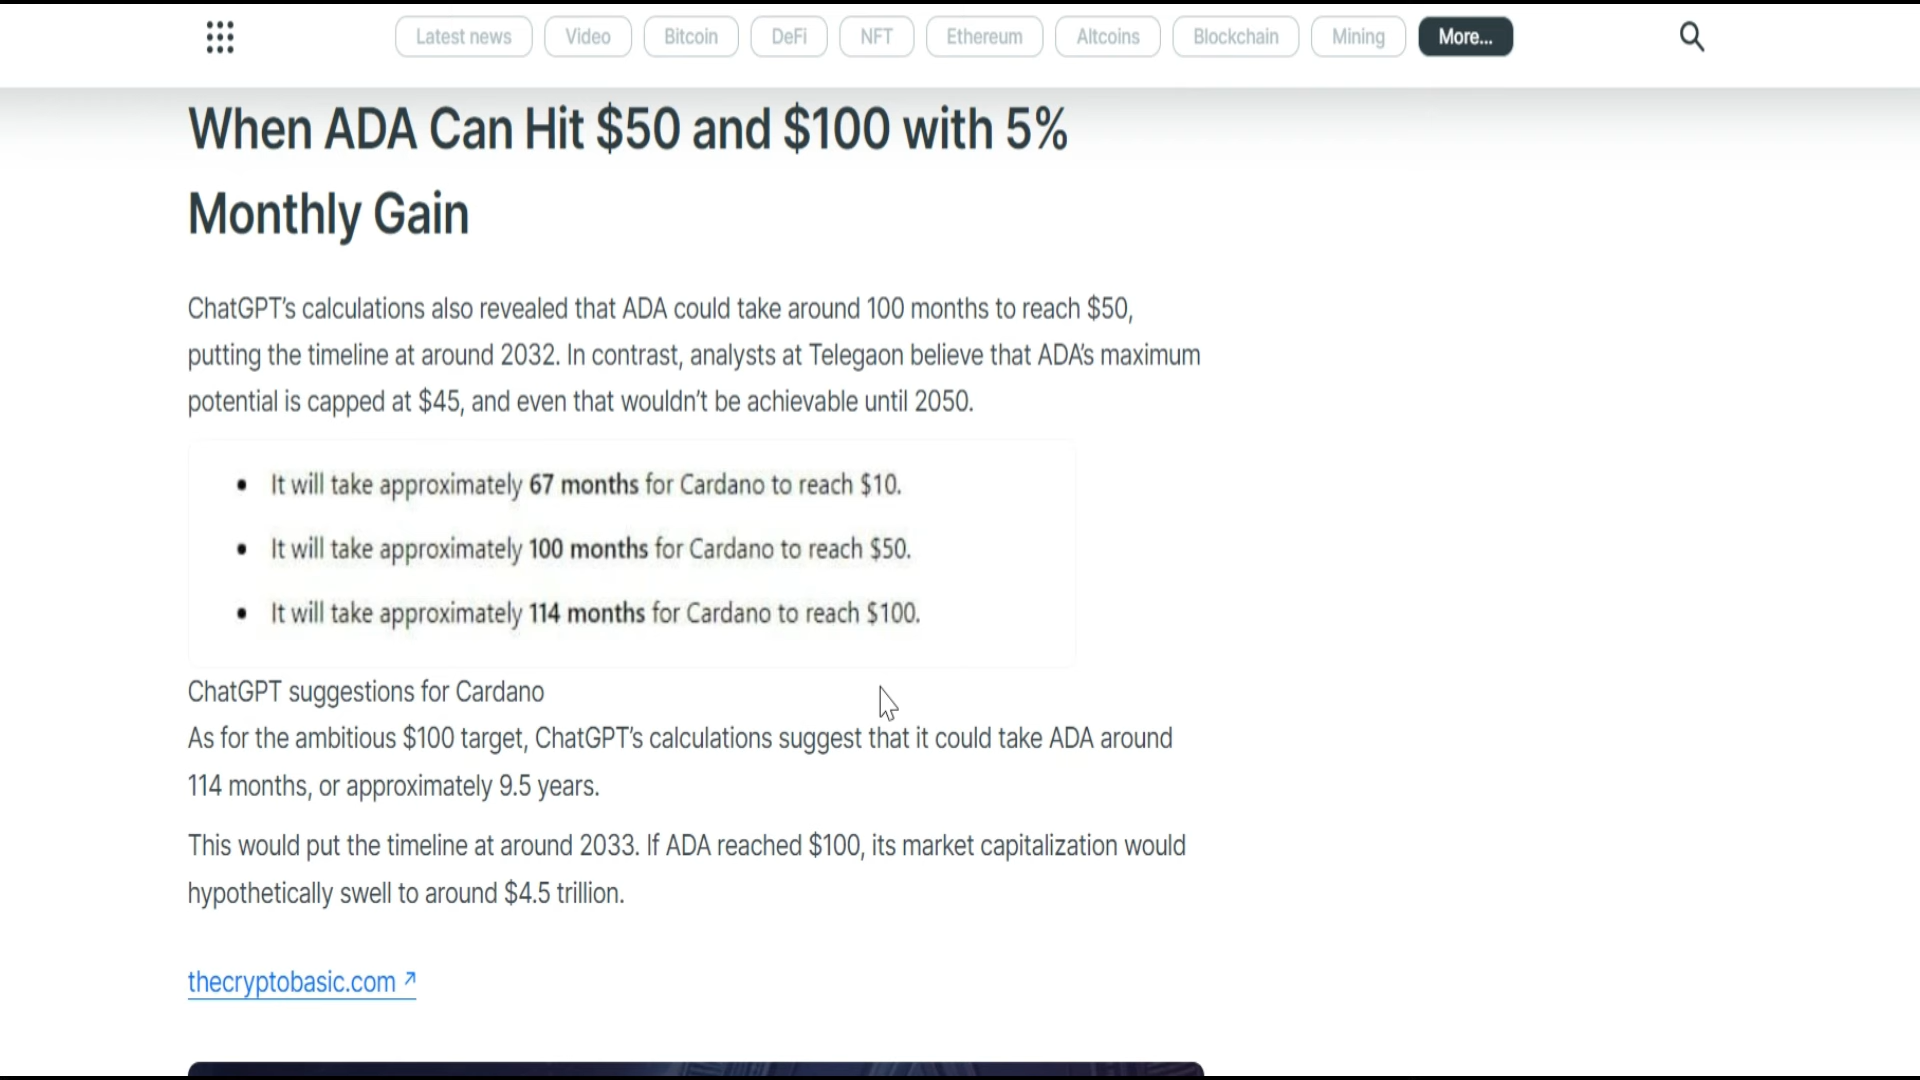 Latest news
Video
Bitcoin
DeFi
NFT
Ethereum
Altcoins
Blockchain
Mining
More...
When ADA Can Hit $50 and $100 with 5%
Monthly Gain
ChatGPT’s calculations also revealed that ADA could take around 100 months to reach $50,
putting the timeline at around 2032. In contrast, analysts at Telegaon believe that ADA’s maximum
potential is capped at $45, and even that wouldn’t be achievable until 2050.
• It will take approximately 67 months for Cardano to reach $10.
• It will take approximately 100 months for Cardano to reach $50.
• It will take approximately 114 months for Cardano to reach $100.
ChatGPT suggestions for Cardano
As for the ambitious $100 target, ChatGPT’s calculations suggest that it could take ADA around
114 months, or approximately 9.5 years.
This would put the timeline at around 2033. If ADA reached $100, its market capitalization would
hypothetically swell to around $4.5 trillion.
thecryptobasic.com ↗